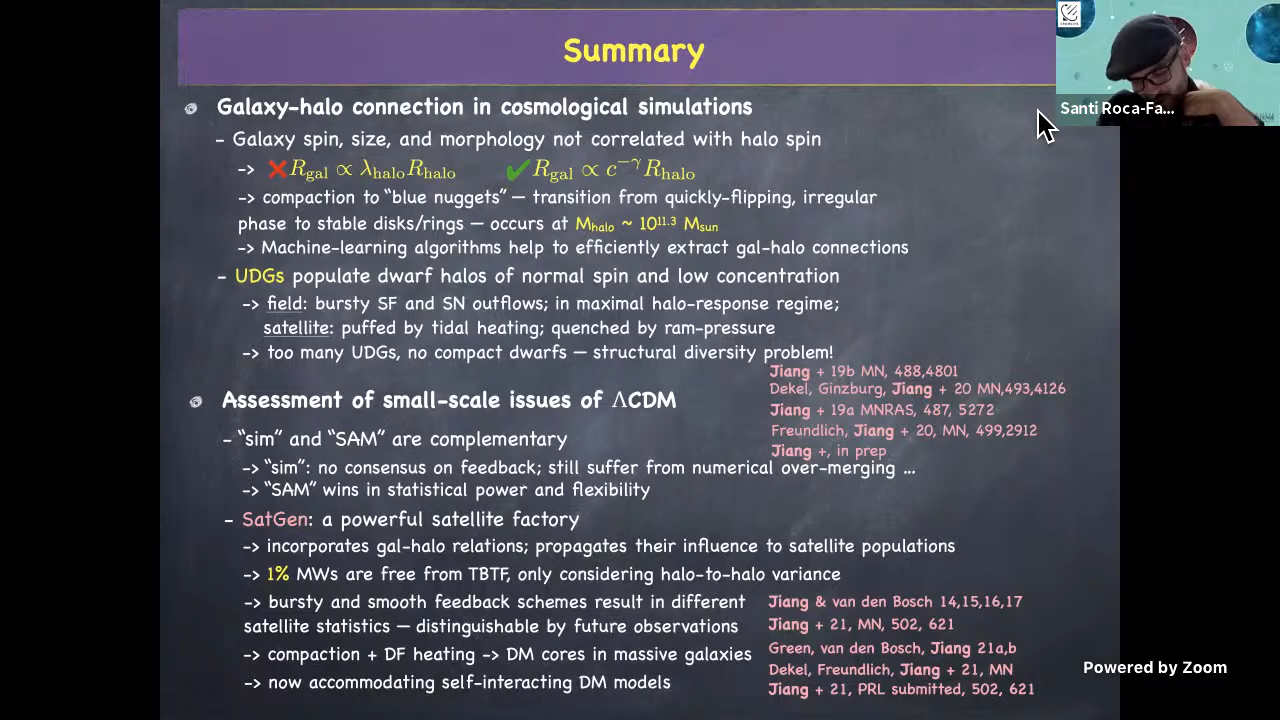 Summary
Santi Roca-Fa...
Galaxy-halo connection in cosmological simulations
- Galaxy spin, size, and morphology not correlated with halo spin
-> ❌ R_gal ∝ λ_halo R_halo ✔ R_gal ∝ c^−γ R_halo
-> compaction to “blue nuggets” — transition from quickly-flipping, irregular
phase to stable disks/rings — occurs at M_halo ~ 10^11.3 M_sun
-> Machine-learning algorithms help to efficiently extract gal-halo connections
- UDGs populate dwarf halos of normal spin and low concentration
-> field: bursty SF and SN outflows; in maximal halo-response regime;
satellite: puffed by tidal heating; quenched by ram-pressure
-> too many UDGs, no compact dwarfs — structural diversity problem!
Jiang + 19b MN, 488,4801
Dekel, Ginzburg, Jiang + 20 MN,493,4126
Jiang + 19a MNRAS, 487, 5272
Freundlich, Jiang + 20, MN, 499,2912
Jiang +, in prep
Assessment of small-scale issues of ΛCDM
- “sim” and “SAM” are complementary
-> “sim”: no consensus on feedback; still suffer from numerical over-merging ...
-> “SAM” wins in statistical power and flexibility
- SatGen: a powerful satellite factory
-> incorporates gal-halo relations; propagates their influence to satellite populations
-> 1% MWs are free from TBTF, only considering halo-to-halo variance
-> bursty and smooth feedback schemes result in different
satellite statistics — distinguishable by future observations
-> compaction + DF heating -> DM cores in massive galaxies
-> now accommodating self-interacting DM models
Jiang & van den Bosch 14,15,16,17
Jiang + 21, MN, 502, 621
Green, van den Bosch, Jiang 21a,b
Dekel, Freundlich, Jiang + 21, MN
Jiang + 21, PRL submitted, 502, 621
Powered by Zoom